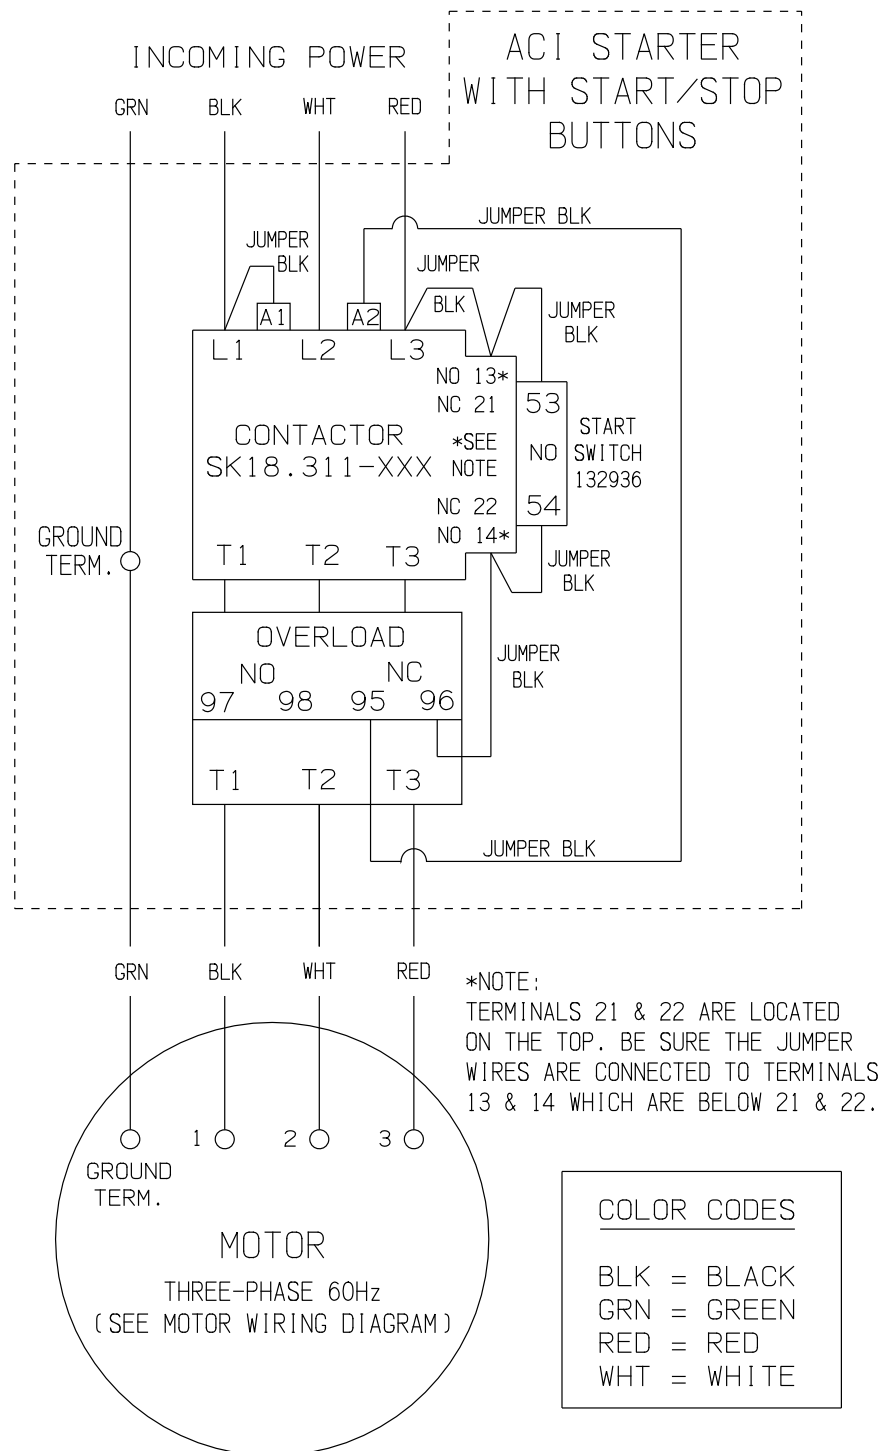 INCOMING POWER
ACI STARTER
WITH START/STOP
BUTTONS
GRN BLK WHT RED
JUMPER BLK
JUMPER
BLK
JUMPER
BLK
JUMPER
BLK
A1 A2
L1 L2 L3
NO 13*
NC 21
*SEE
NOTE
NC 22
NO 14*
CONTACTOR
SK18.311-XXX
53
NO
54
START
SWITCH
132936
GROUND
TERM.
T1 T2 T3
JUMPER
BLK
OVERLOAD
NO NC
97 98 95 96
JUMPER
BLK
T1 T2 T3
JUMPER BLK
GRN BLK WHT RED
*NOTE:
TERMINALS 21 & 22 ARE LOCATED
ON THE TOP. BE SURE THE JUMPER
WIRES ARE CONNECTED TO TERMINALS
13 & 14 WHICH ARE BELOW 21 & 22.
1 2 3
GROUND
TERM.
MOTOR
THREE-PHASE 60Hz
(SEE MOTOR WIRING DIAGRAM)
COLOR CODES
BLK = BLACK
GRN = GREEN
RED = RED
WHT = WHITE